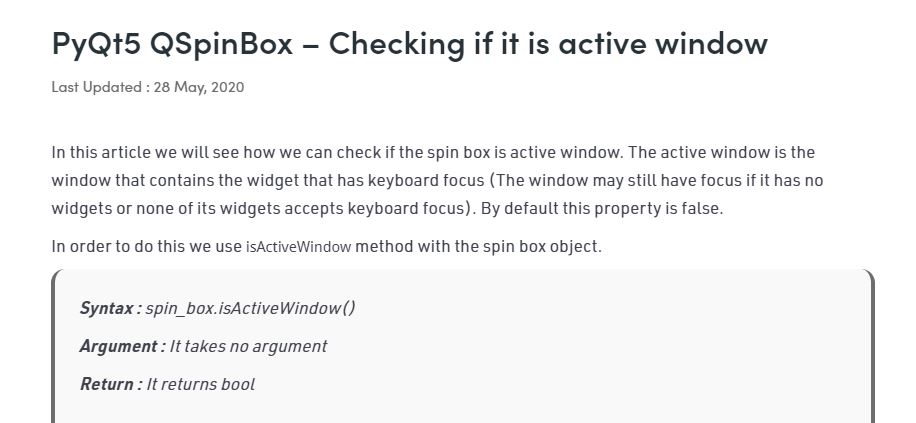 PyQt5 QSpinBox – Checking if it is active window
Last Updated : 28 May, 2020
In this article we will see how we can check if the spin box is active window. The active window is the
window that contains the widget that has keyboard focus (The window may still have focus if it has no
widgets or none of its widgets accepts keyboard focus). By default this property is false.
In order to do this we use isActiveWindow method with the spin box object.
Syntax : spin_box.isActiveWindow()
Argument : It takes no argument
Return : It returns bool